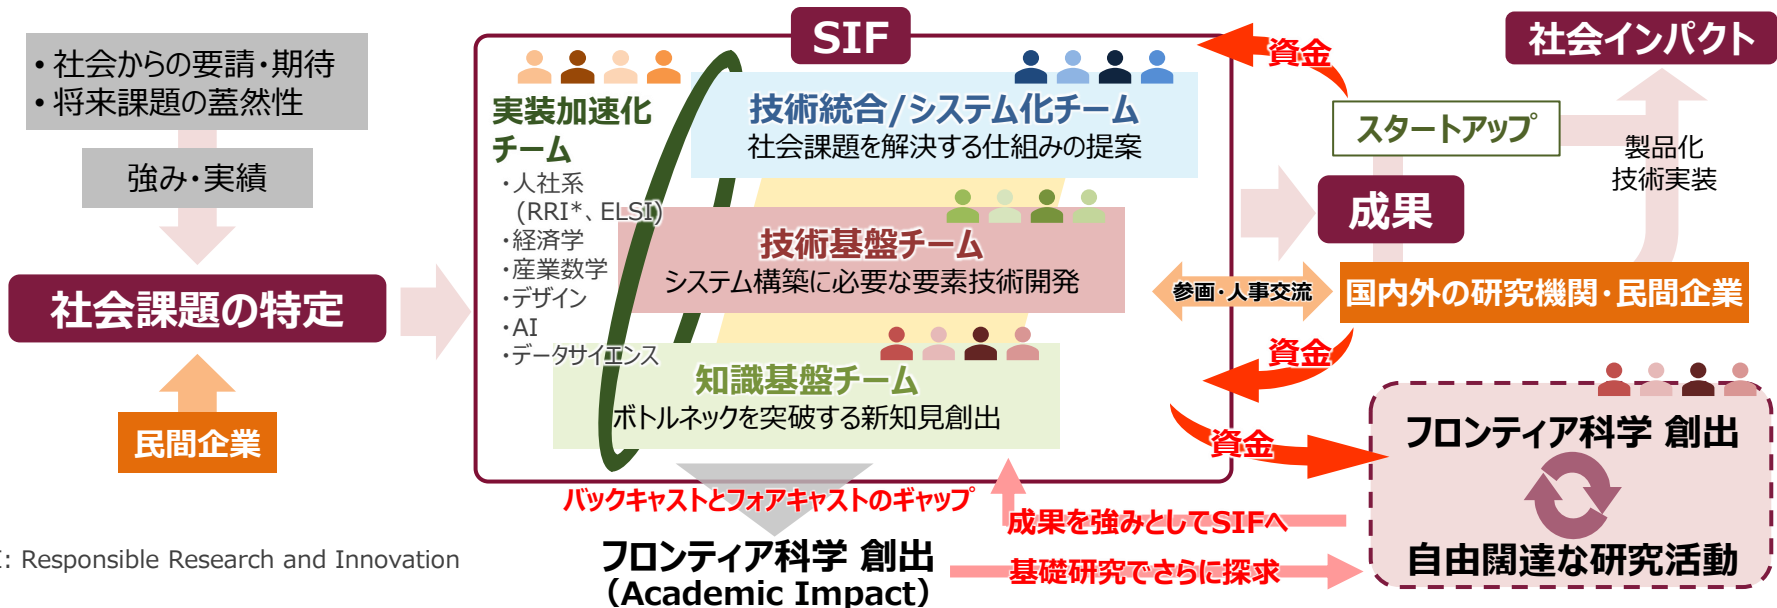 ・社会からの要請・期待
・将来課題の蓋然性
強み・実績
社会課題の特定
民間企業
SIF
実装加速化
チーム
・人社系
(RRI*、ELSI)
・経済学
・産業数学
・デザイン
・AI
・データサイエンス
技術統合/システム化チーム
社会課題を解決する仕組みの提案
技術基盤チーム
システム構築に必要な要素技術開発
知識基盤チーム
ボトルネックを突破する新知見創出
バックキャストとフォアキャストのギャップ
フロンティア科学 創出
（Academic Impact）
資金
社会インパクト
スタートアップ
製品化
技術実装
成果
参画・人事交流
国内外の研究機関・民間企業
資金
資金
フロンティア科学 創出
自由闊達な研究活動
成果を強みとしてSIFへ
基礎研究でさらに探求
I: Responsible Research and Innovation